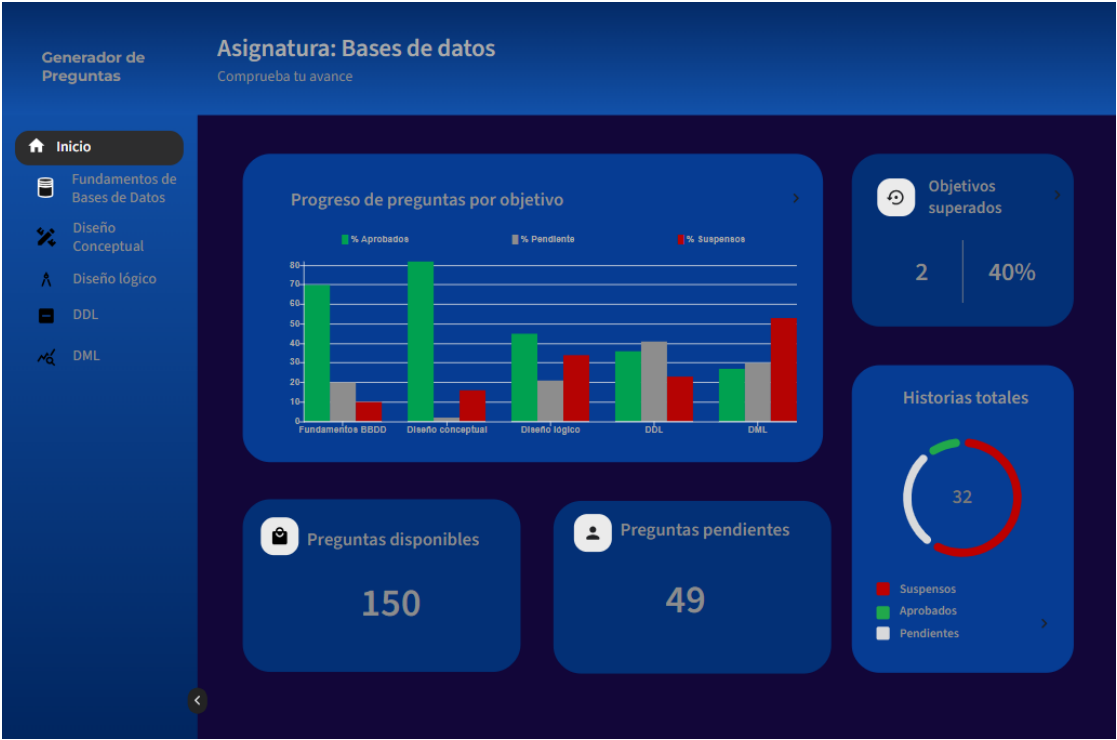 Generador de
Preguntas
Asignatura: Bases de datos
Comprueba tu avance
Inicio
Fundamentos de
Bases de Datos
Diseño
Conceptual
Diseño lógico
DDL
DML
Progreso de preguntas por objetivo
% Aprobados
% Pendiente
% Suspensos
80
70
60
50
40
30
20
10
0
Fundamentos BBDD
Diseño conceptual
Diseño lógico
DDL
DML
Objetivos
superados
2
40%
Historias totales
32
Suspensos
Aprobados
Pendientes
Preguntas disponibles
150
Preguntas pendientes
49